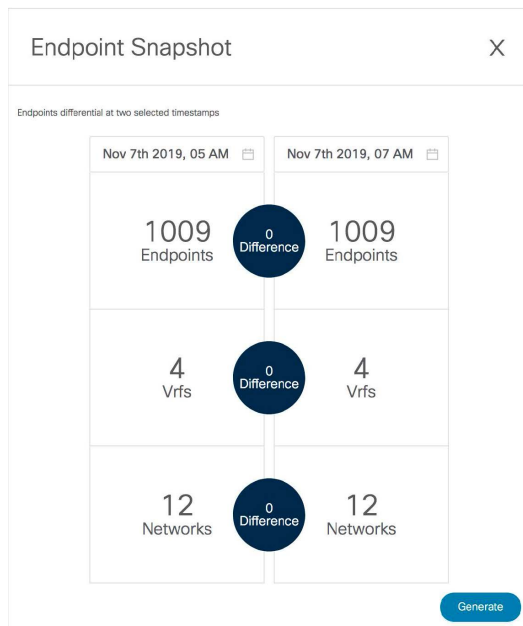 Endpoint Snapshot
X
Endpoints differential at two selected timestamps
Nov 7th 2019, 05 AM
Nov 7th 2019, 07 AM
1009
Endpoints
0
Difference
1009
Endpoints
4
Vrfs
0
Difference
4
Vrfs
12
Networks
0
Difference
12
Networks
Generate